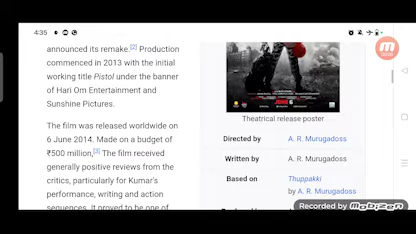 4:35
announced its remake.[2] Production
commenced in 2013 with the initial
working title Pistol under the banner
of Hari Om Entertainment and
Sunshine Pictures.
The film was released worldwide on
6 June 2014. Made on a budget of
₹500 million,[3] The film received
generally positive reviews from the
critics, particularly for Kumar's
performance, writing and action
sequences. It proved to be one of
Theatrical release poster
Directed by A. R. Murugadoss
Written by A. R. Murugadoss
Based on Thuppakki
by A. R. Murugadoss
Recorded by mobizen